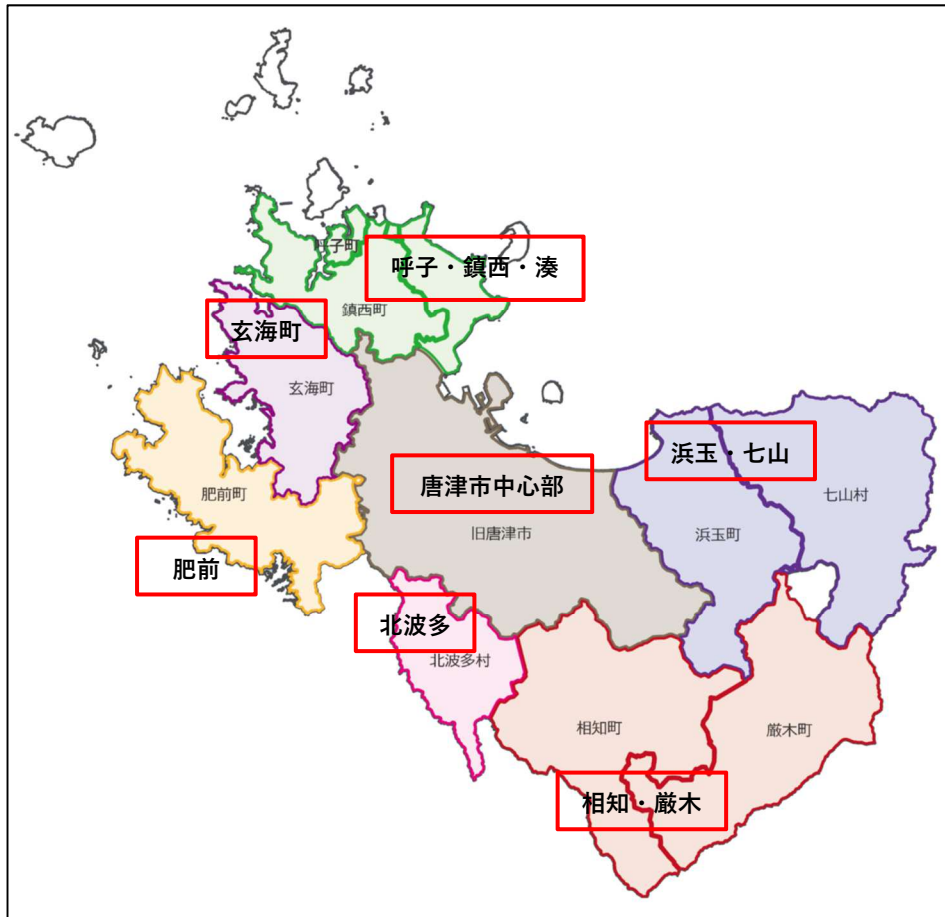 呼子町
呼子・鎮西・湊
玄海町
鎮西町
玄海町
浜玉・七山
唐津市中心部
肥前町
七山村
旧唐津市
浜玉町
肥前
北波多
北波多村
相知町
厳木町
相知・厳木